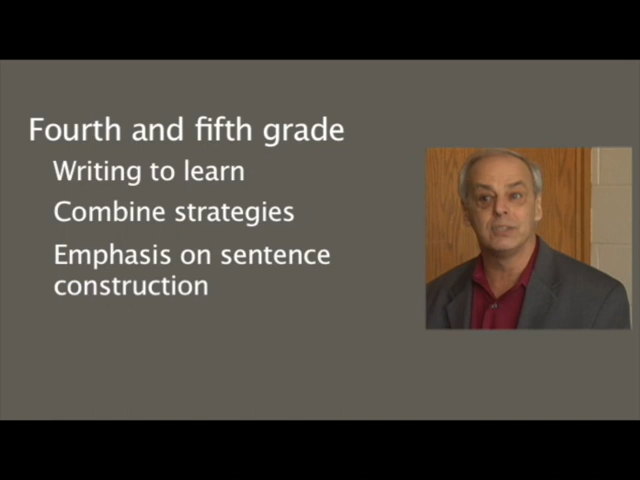 Fourth and fifth grade
Writing to learn
Combine strategies
Emphasis on sentence
construction